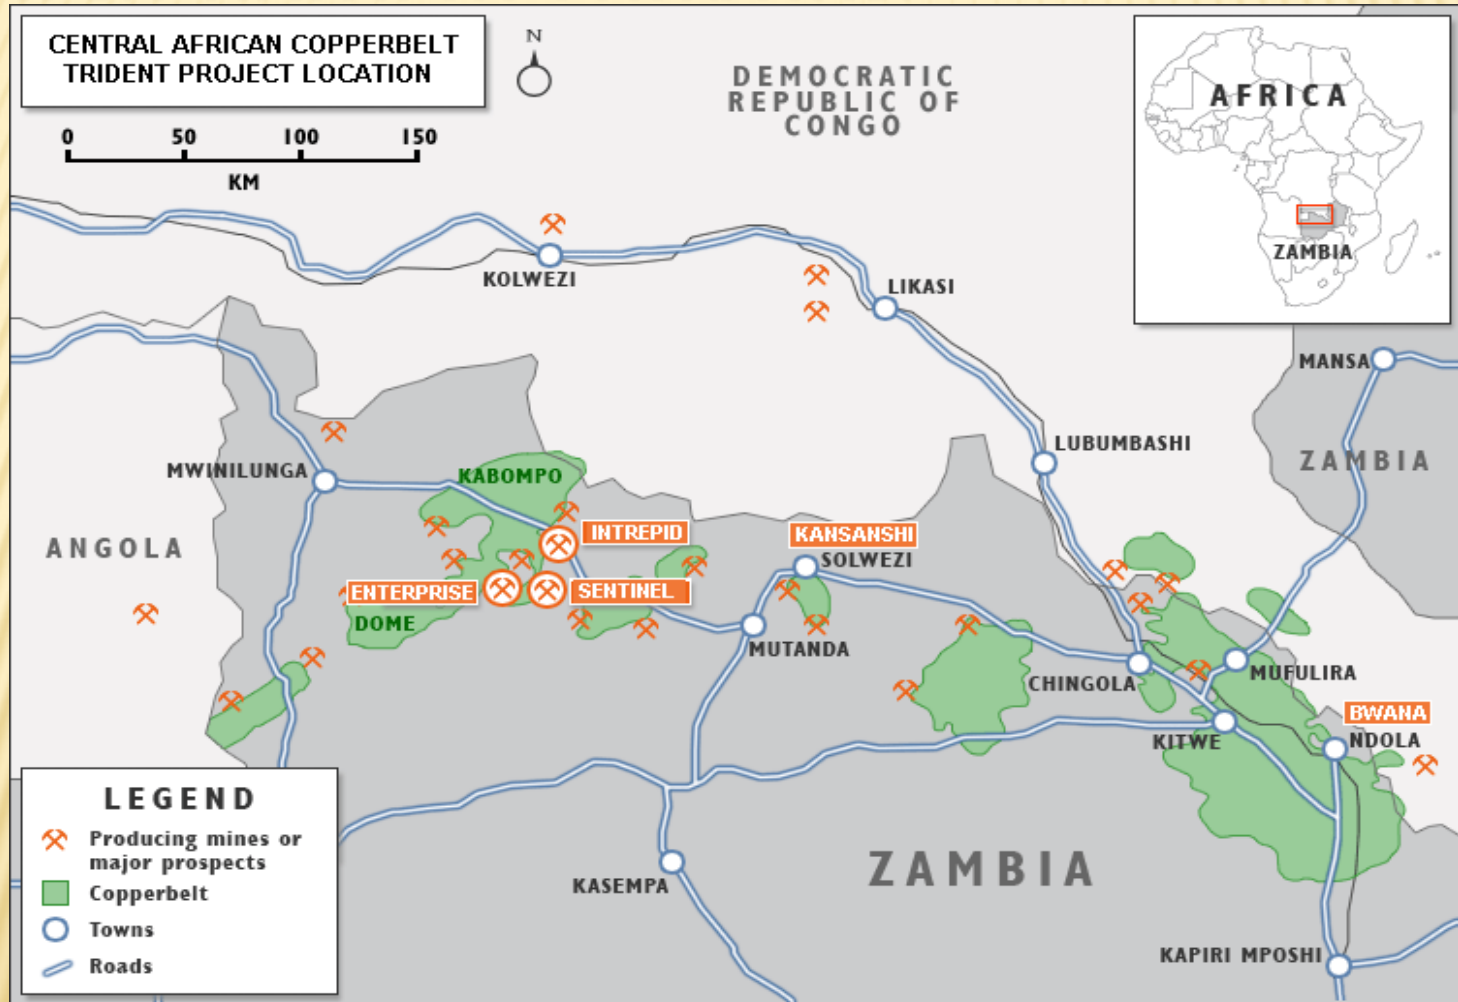 CENTRAL AFRICAN COPPERBELT
TRIDENT PROJECT LOCATION
N
0 50 100 150
KM
DEMOCRATIC
REPUBLIC OF
CONGO
AFRICA
ZAMBIA
KOLWEZI
LIKASI
MANSA
LUBUMBASHI
ZAMBIA
MWINILUNGA
KABOMPO
ANGOLA
INTREPID
KANSANSHI
SOLWEZI
ENTERPRISE
SENTINEL
DOME
MUTANDA
CHINGOLA
MUFULIRA
BWANA
KITWE
NDOLA
LEGEND
Producing mines or
major prospects
Copperbelt
Towns
Roads
ZAMBIA
KASEMPA
KAPIRI MPOSHI